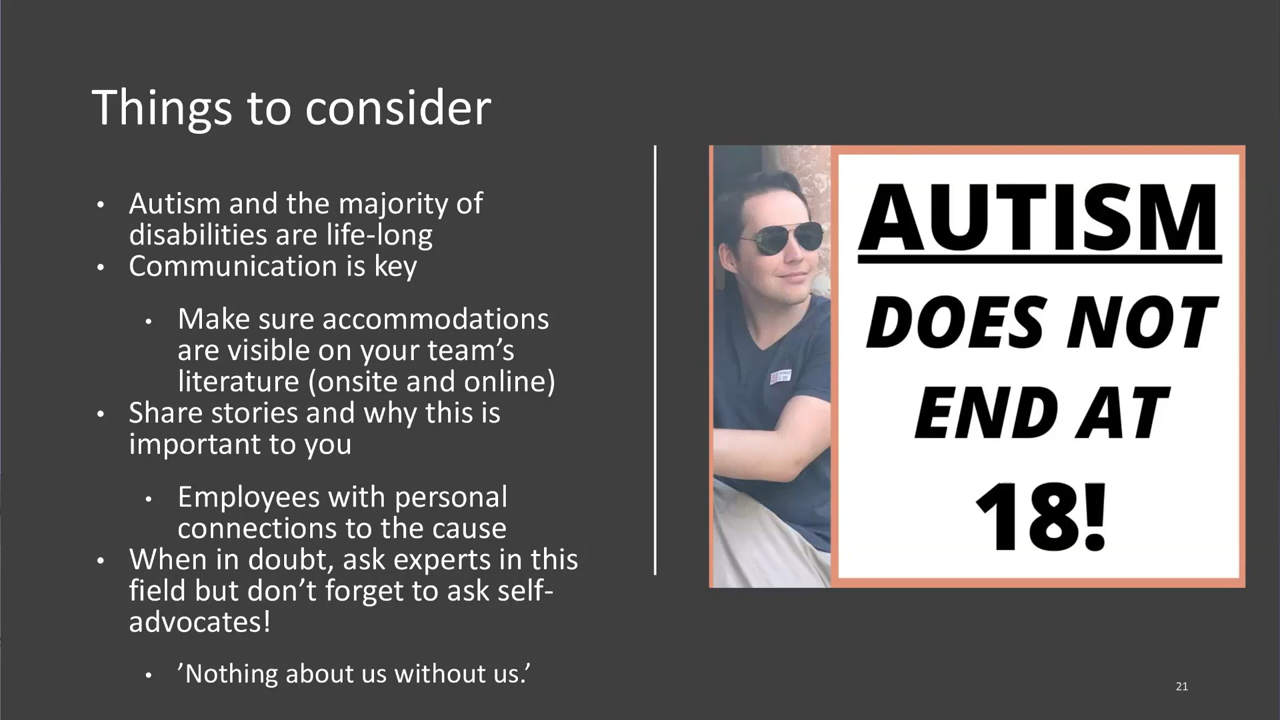 Things to consider
• Autism and the majority of
disabilities are life-long
• Communication is key
• Make sure accommodations
are visible on your team’s
literature (onsite and online)
• Share stories and why this is
important to you
• Employees with personal
connections to the cause
• When in doubt, ask experts in this
field but don’t forget to ask self-
advocates!
• ’Nothing about us without us.’
AUTISM
DOES NOT
END AT
18!
21